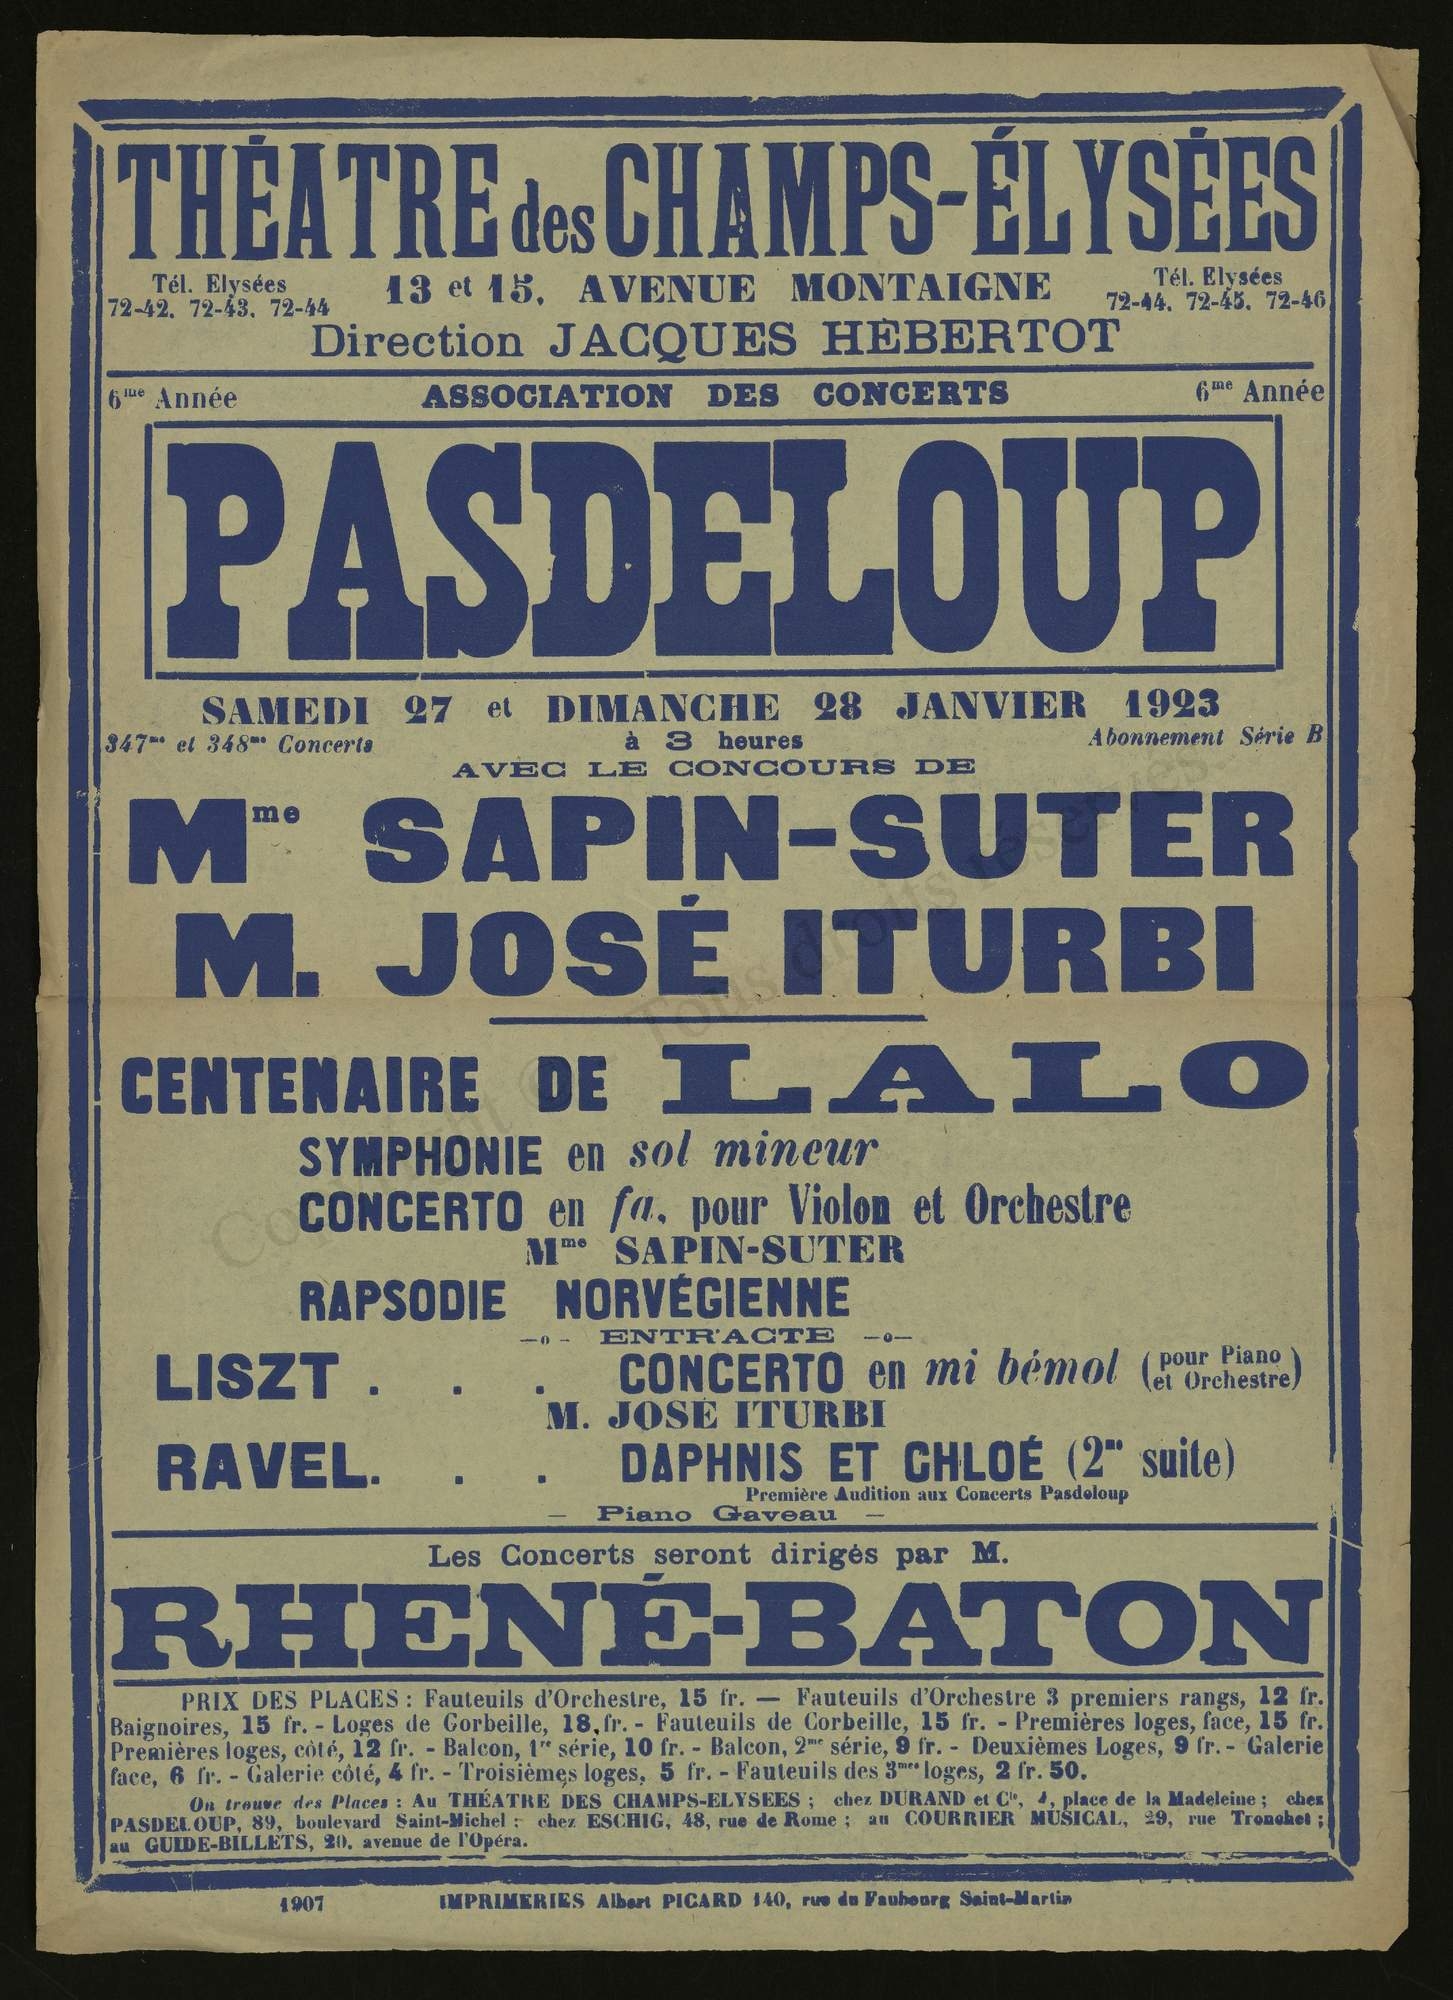 THÉATRE des CHAMPS-ÉLYSÉES
Tél. Elysées 13 et 15, AVENUE MONTAIGNE Tél. Elysées
72-42. 72-43. 72-44 72-44. 72-45. 72-46
Direction JACQUES HÉBERTOT
6me Année ASSOCIATION DES CONCERTS 6me Année
PASDELOUP
SAMEDI 27 et DIMANCHE 28 JANVIER 1923
347me et 348me Concerts à 3 heures Abonnement Série B
AVEC LE CONCOURS DE
Mme SAPIN-SUTER
M. JOSÉ ITURBI
CENTENAIRE DE LALO
SYMPHONIE en sol mineur
CONCERTO en fa, pour Violon et Orchestre
Mme SAPIN-SUTER
RAPSODIE NORVÉGIENNE
—o- ENTR'ACTE —o—
LISZT . . . CONCERTO en mi bémol (pour Piano et Orchestre)
M. JOSÉ ITURBI
RAVEL. . . DAPHNIS ET CHLOÉ (2me suite)
Première Audition aux Concerts Pasdeloup
— Piano Gaveau —
Les Concerts seront dirigés par M.
RHENÉ-BATON
PRIX DES PLACES : Fauteuils d'Orchestre, 15 fr. — Fauteuils d'Orchestre 3 premiers rangs, 12 fr.
Baignoires, 15 fr. - Loges de Corbeille, 18 fr. - Fauteuils de Corbeille, 15 fr. - Premières loges, face, 15 fr.
Premières loges, côté, 12 fr. - Balcon, 1re série, 10 fr. - Balcon, 2me série, 9 fr. - Deuxièmes Loges, 9 fr. - Galerie
face, 6 fr. - Galerie côté, 4 fr. - Troisièmes loges, 5 fr. - Fauteuils des 3mes loges, 2 fr. 50.
On trouve des Places : Au THÉATRE DES CHAMPS-ELYSEES ; chez DURAND et Cie, 4, place de la Madeleine ; chez
PASDELOUP, 89, boulevard Saint-Michel ; chez ESCHIG, 48, rue de Rome ; au COURRIER MUSICAL, 29, rue Tronchet ;
au GUIDE-BILLETS, 20, avenue de l'Opéra.
1907 IMPRIMERIES Albert PICARD 140, rue du Faubourg Saint-Martin
Copyright © - Tous droits réservés